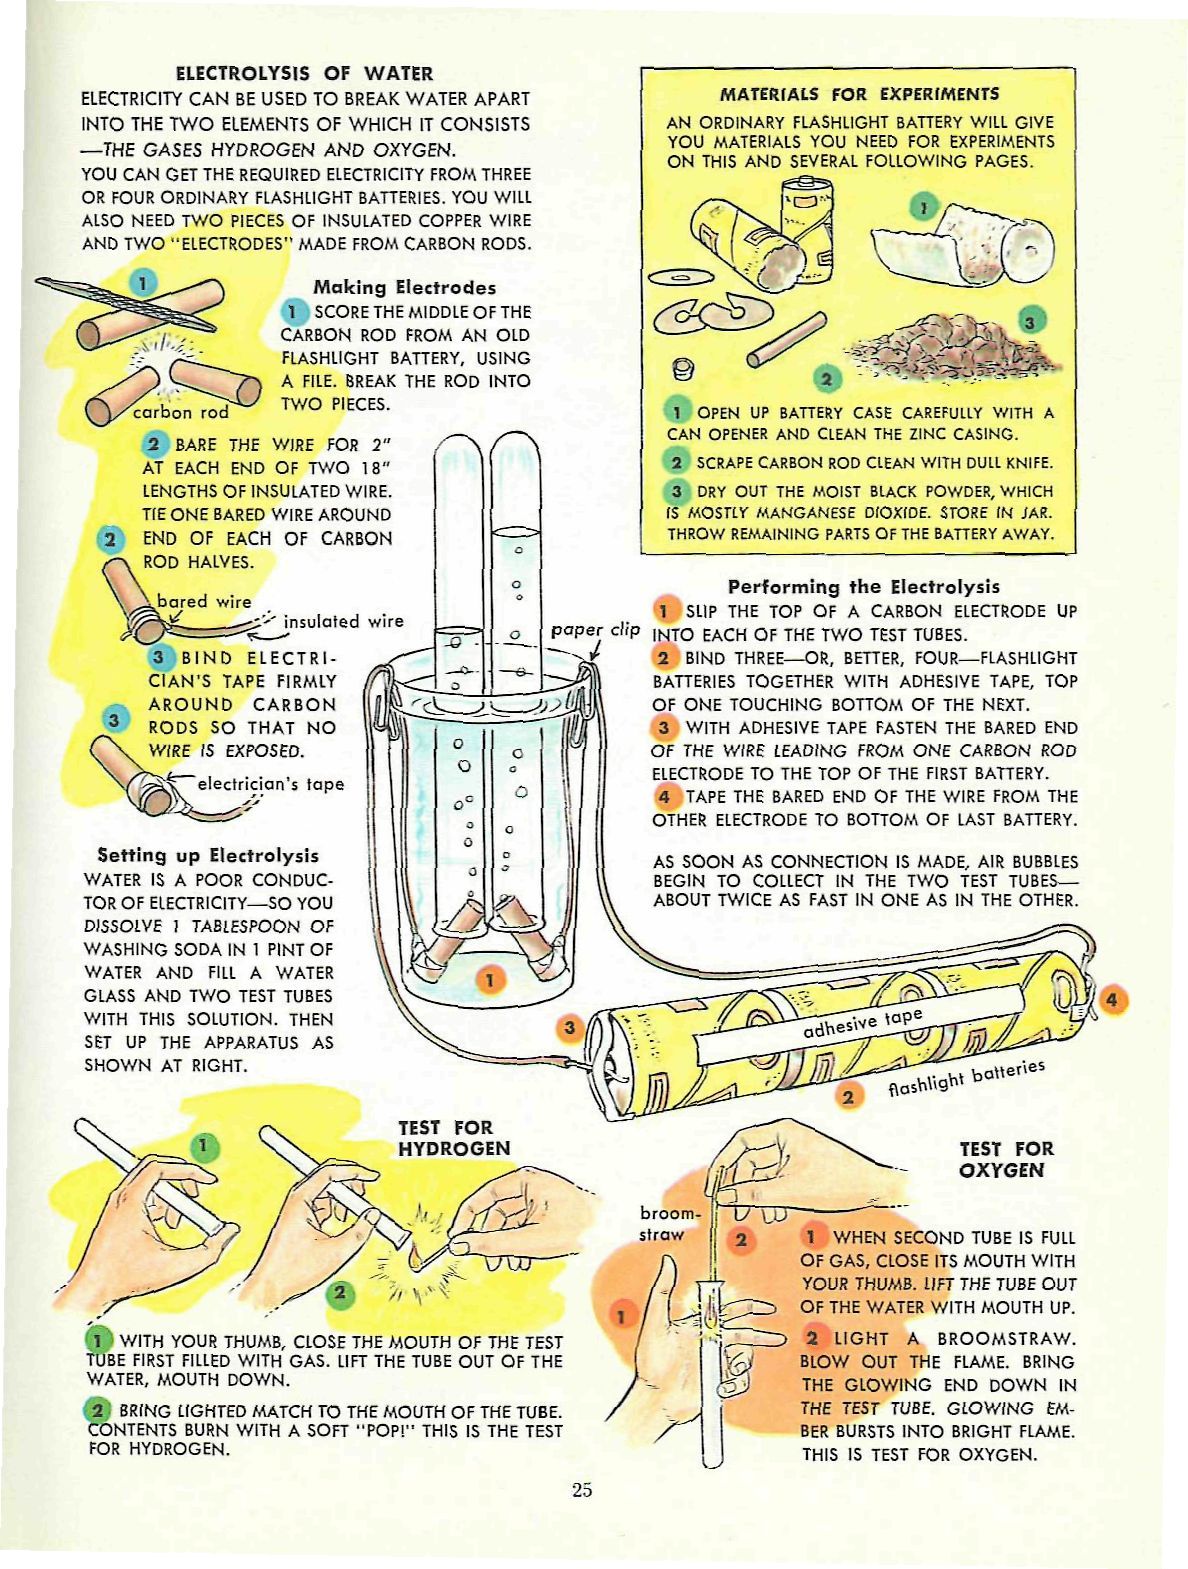 ELECTROLYSIS OF WATER
ELECTRICITY CAN BE USED TO BREAK WATER APART
INTO THE TWO ELEMENTS OF WHICH IT CONSISTS
—THE GASES HYDROGEN AND OXYGEN.
YOU CAN GET THE REQUIRED ELECTRICITY FROM THREE
OR FOUR ORDINARY FLASHLIGHT BATTERIES. YOU WILL
ALSO NEED TWO PIECES OF INSULATED COPPER WIRE
AND TWO "ELECTRODES" MADE FROM CARBON RODS.
1
Making Electrodes
1 SCORE THE MIDDLE OF THE
CARBON ROD FROM AN OLD
FLASHLIGHT BATTERY, USING
A FILE. BREAK THE ROD INTO
TWO PIECES.
carbon rod
2 BARE THE WIRE FOR 2"
AT EACH END OF TWO 18"
LENGTHS OF INSULATED WIRE.
TIE ONE BARED WIRE AROUND
END OF EACH OF CARBON
ROD HALVES.
2
bared wire
insulated wire
3 BIND ELECTRI-
CIAN'S TAPE FIRMLY
AROUND CARBON
RODS SO THAT NO
WIRE IS EXPOSED.
3
electrician's tape
Setting up Electrolysis
WATER IS A POOR CONDUC-
TOR OF ELECTRICITY—SO YOU
DISSOLVE 1 TABLESPOON OF
WASHING SODA IN 1 PINT OF
WATER AND FILL A WATER
GLASS AND TWO TEST TUBES
WITH THIS SOLUTION. THEN
SET UP THE APPARATUS AS
SHOWN AT RIGHT.
MATERIALS FOR EXPERIMENTS
AN ORDINARY FLASHLIGHT BATTERY WILL GIVE
YOU MATERIALS YOU NEED FOR EXPERIMENTS
ON THIS AND SEVERAL FOLLOWING PAGES.
1
3
2
1 OPEN UP BATTERY CASE CAREFULLY WITH A
CAN OPENER AND CLEAN THE ZINC CASING.
2 SCRAPE CARBON ROD CLEAN WITH DULL KNIFE.
3 DRY OUT THE MOIST BLACK POWDER, WHICH
IS MOSTLY MANGANESE DIOXIDE. STORE IN JAR.
THROW REMAINING PARTS OF THE BATTERY AWAY.
Performing the Electrolysis
1 SLIP THE TOP OF A CARBON ELECTRODE UP
INTO EACH OF THE TWO TEST TUBES.
2 BIND THREE—OR, BETTER, FOUR—FLASHLIGHT
BATTERIES TOGETHER WITH ADHESIVE TAPE, TOP
OF ONE TOUCHING BOTTOM OF THE NEXT.
3 WITH ADHESIVE TAPE FASTEN THE BARED END
OF THE WIRE LEADING FROM ONE CARBON ROD
ELECTRODE TO THE TOP OF THE FIRST BATTERY.
4 TAPE THE BARED END OF THE WIRE FROM THE
OTHER ELECTRODE TO BOTTOM OF LAST BATTERY.
AS SOON AS CONNECTION IS MADE, AIR BUBBLES
BEGIN TO COLLECT IN THE TWO TEST TUBES—
ABOUT TWICE AS FAST IN ONE AS IN THE OTHER.
paper clip
1
3
4
adhesive tape
2
flashlight batteries
TEST FOR
HYDROGEN
1
2
1 WITH YOUR THUMB, CLOSE THE MOUTH OF THE TEST
TUBE FIRST FILLED WITH GAS. LIFT THE TUBE OUT OF THE
WATER, MOUTH DOWN.
2 BRING LIGHTED MATCH TO THE MOUTH OF THE TUBE.
CONTENTS BURN WITH A SOFT "POP!" THIS IS THE TEST
FOR HYDROGEN.
TEST FOR
OXYGEN
broom-
straw
2
1
1 WHEN SECOND TUBE IS FULL
OF GAS, CLOSE ITS MOUTH WITH
YOUR THUMB. LIFT THE TUBE OUT
OF THE WATER WITH MOUTH UP.
2 LIGHT A BROOMSTRAW.
BLOW OUT THE FLAME. BRING
THE GLOWING END DOWN IN
THE TEST TUBE. GLOWING EM-
BER BURSTS INTO BRIGHT FLAME.
THIS IS TEST FOR OXYGEN.
25